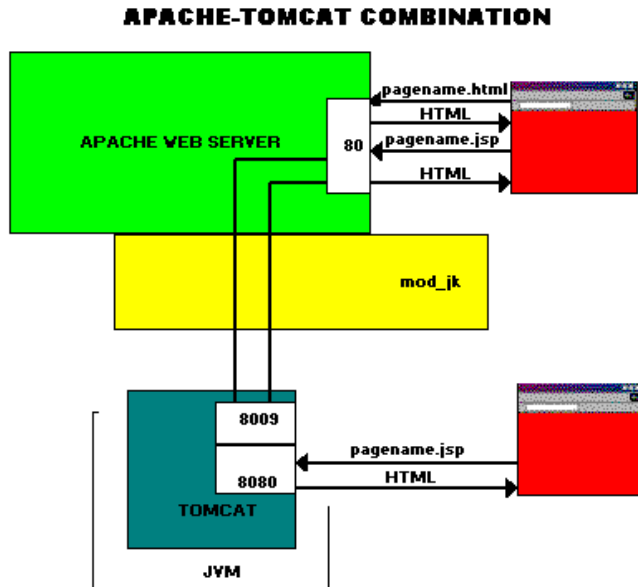 APACHE-TOMCAT COMBINATION
pagename.html
HTML
APACHE WEB SERVER
80
pagename.jsp
HTML
mod_jk
8009
pagename.jsp
8080
HTML
TOMCAT
JVM